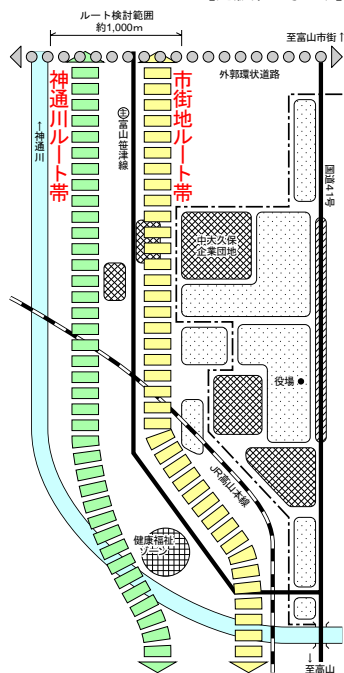 ルート検討範囲
約1,000m
至富山市街↑
外郭環状道路
神通川ルート帯
市街地ルート帯
主富山笹津線
←神通川
国道41号
中大久保
企業団地
役場
JR高山本線
健康福祉
ゾーン
↓
至高山